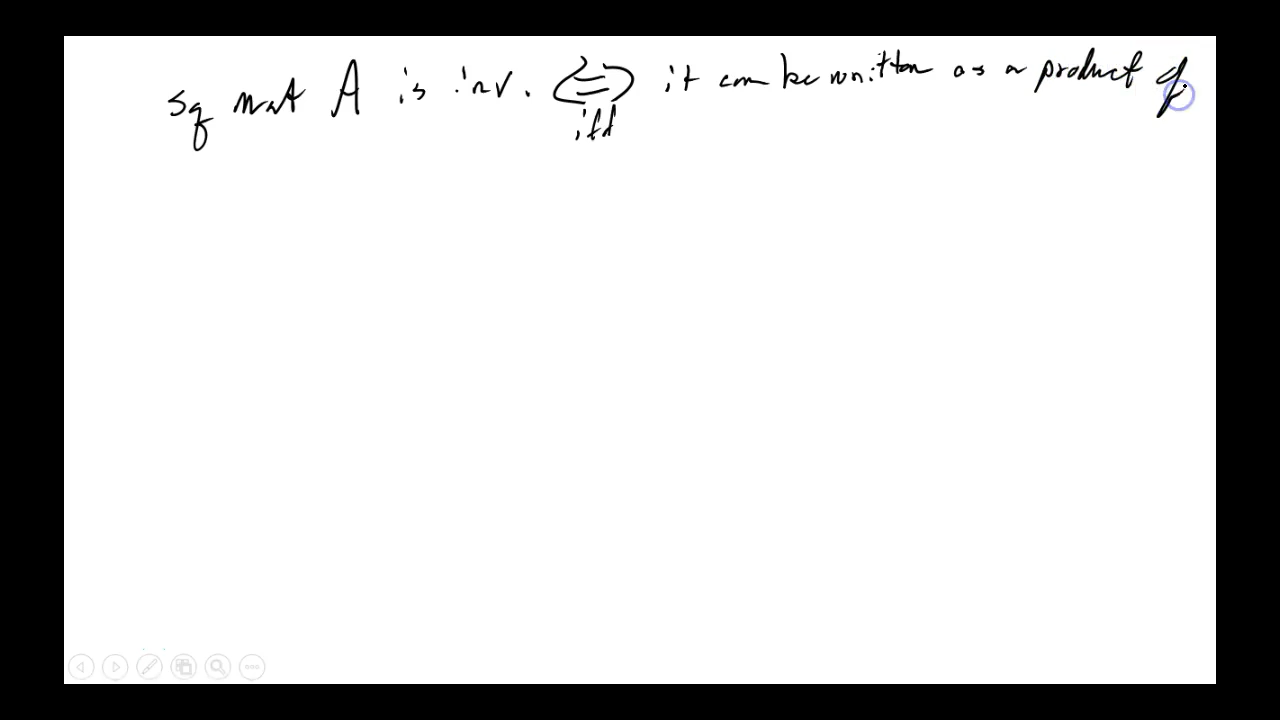 sq mat A is inv. ⟺ it can be written as a product of
iff